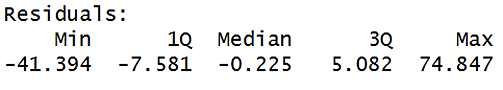 Residuals:
Min 1Q Median 3Q Max
-41.394 -7.581 -0.225 5.082 74.847